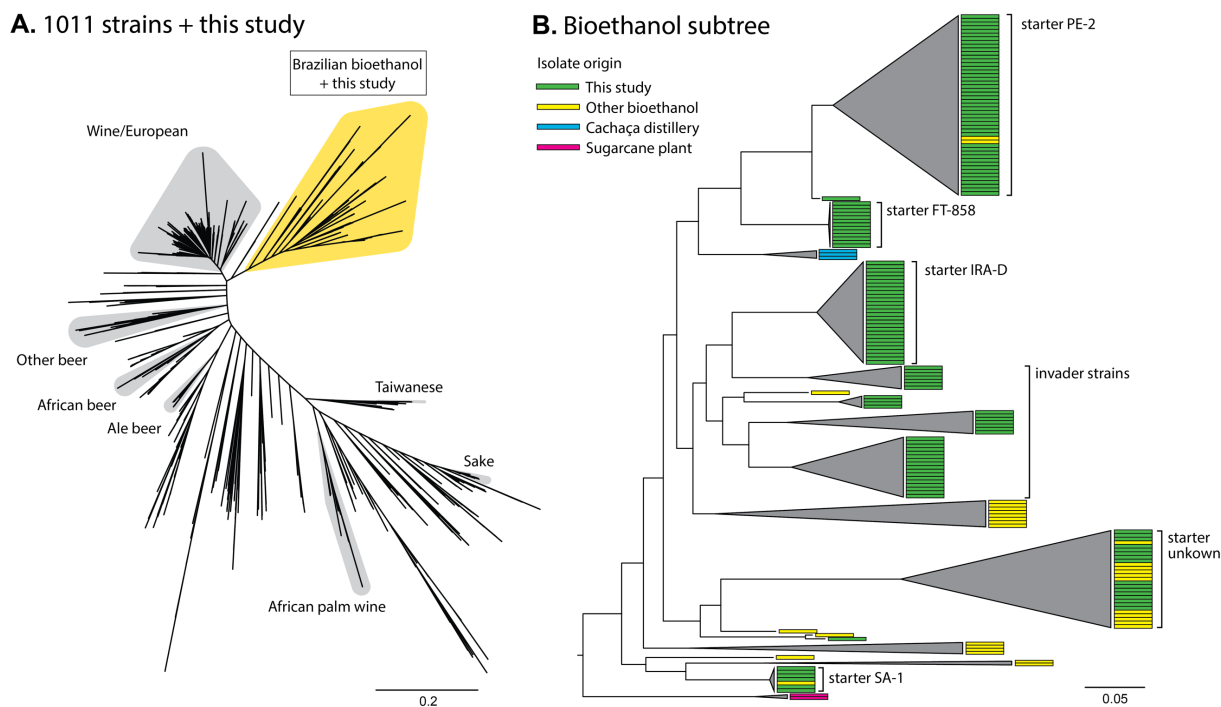 A. 1011 strains + this study
Brazilian bioethanol
+ this study
Wine/European
Other beer
African beer
Ale beer
Taiwanese
Sake
African palm wine
0.2
B. Bioethanol subtree
Isolate origin
This study
Other bioethanol
Cachaça distillery
Sugarcane plant
starter PE-2
starter FT-858
starter IRA-D
invader strains
starter
unkown
starter SA-1
0.05